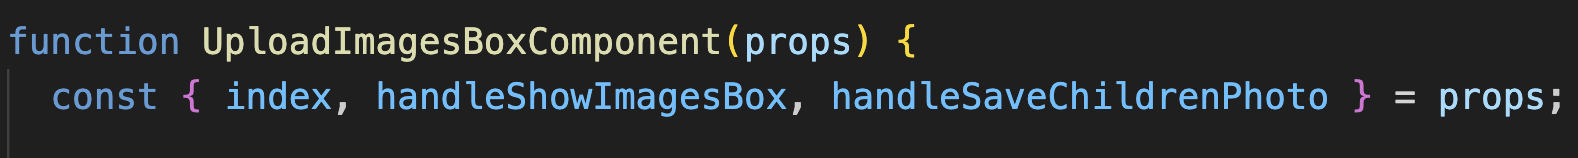 function UploadImagesBoxComponent(props) {
  const { index, handleShowImagesBox, handleSaveChildrenPhoto } = props;